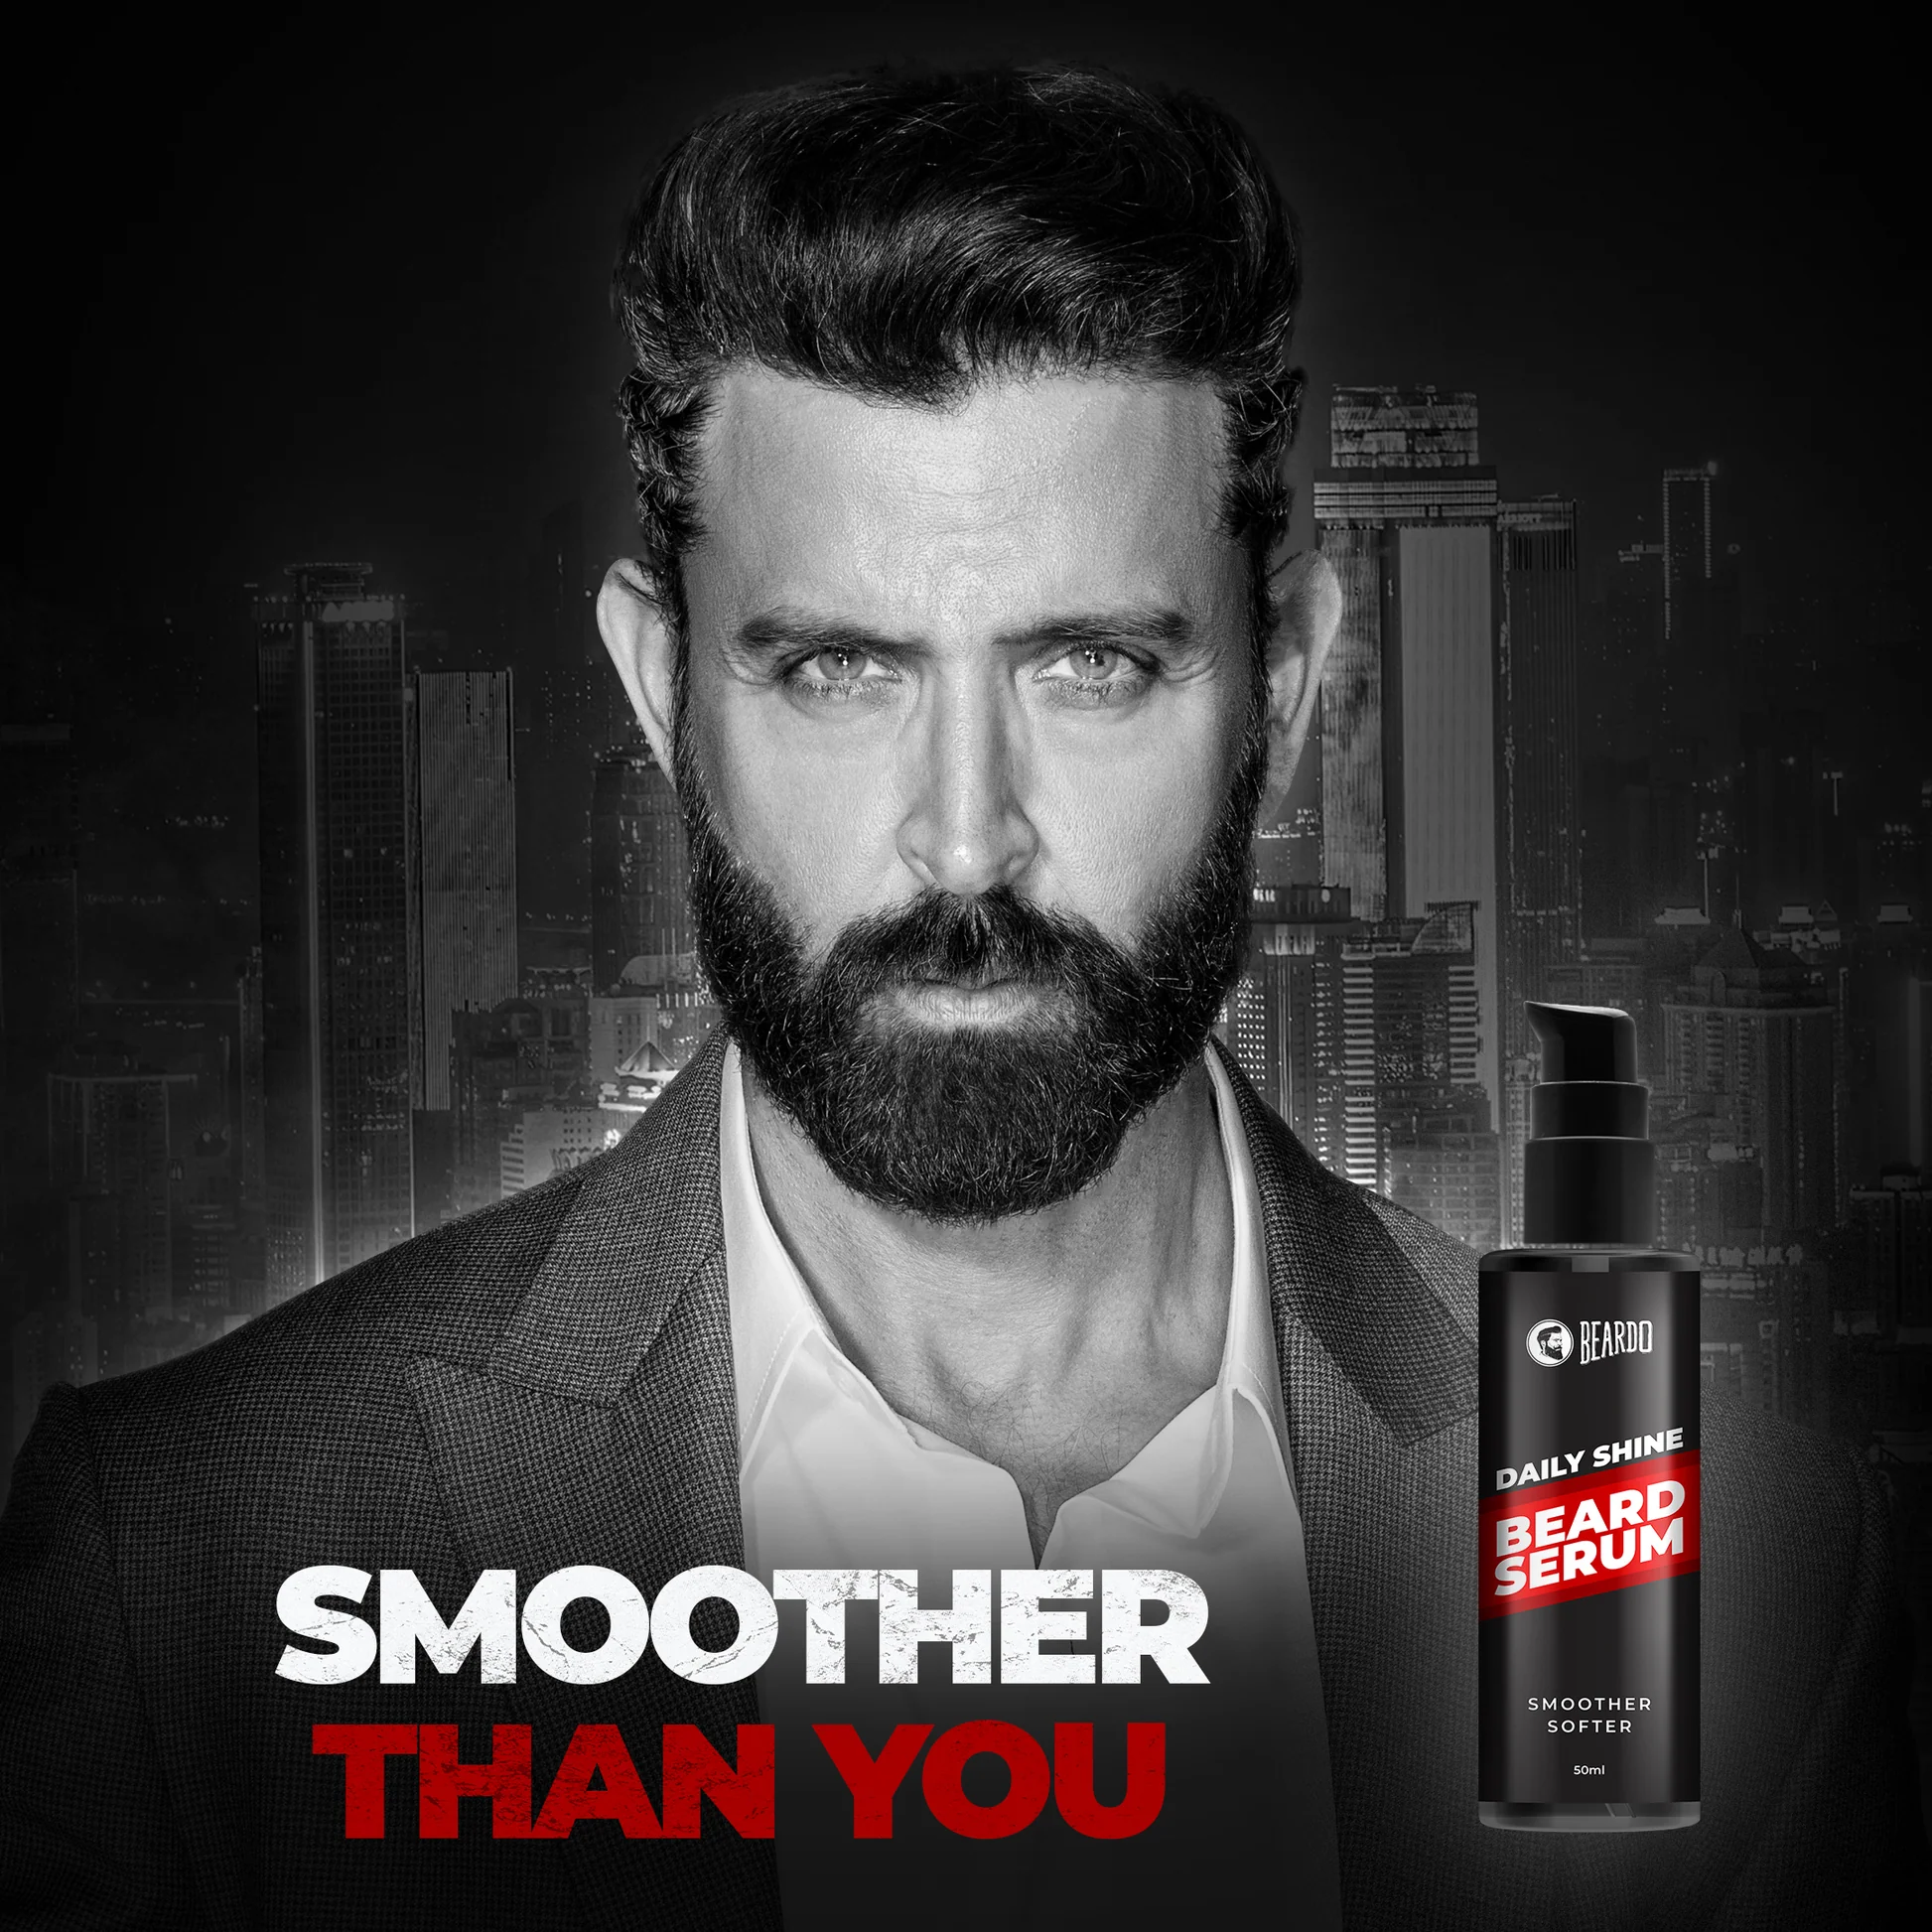 BEARDO
DAILY SHINE
BEARD
SERUM
SMOOTHER
SOFTER
50ml
SMOOTHER
THAN YOU